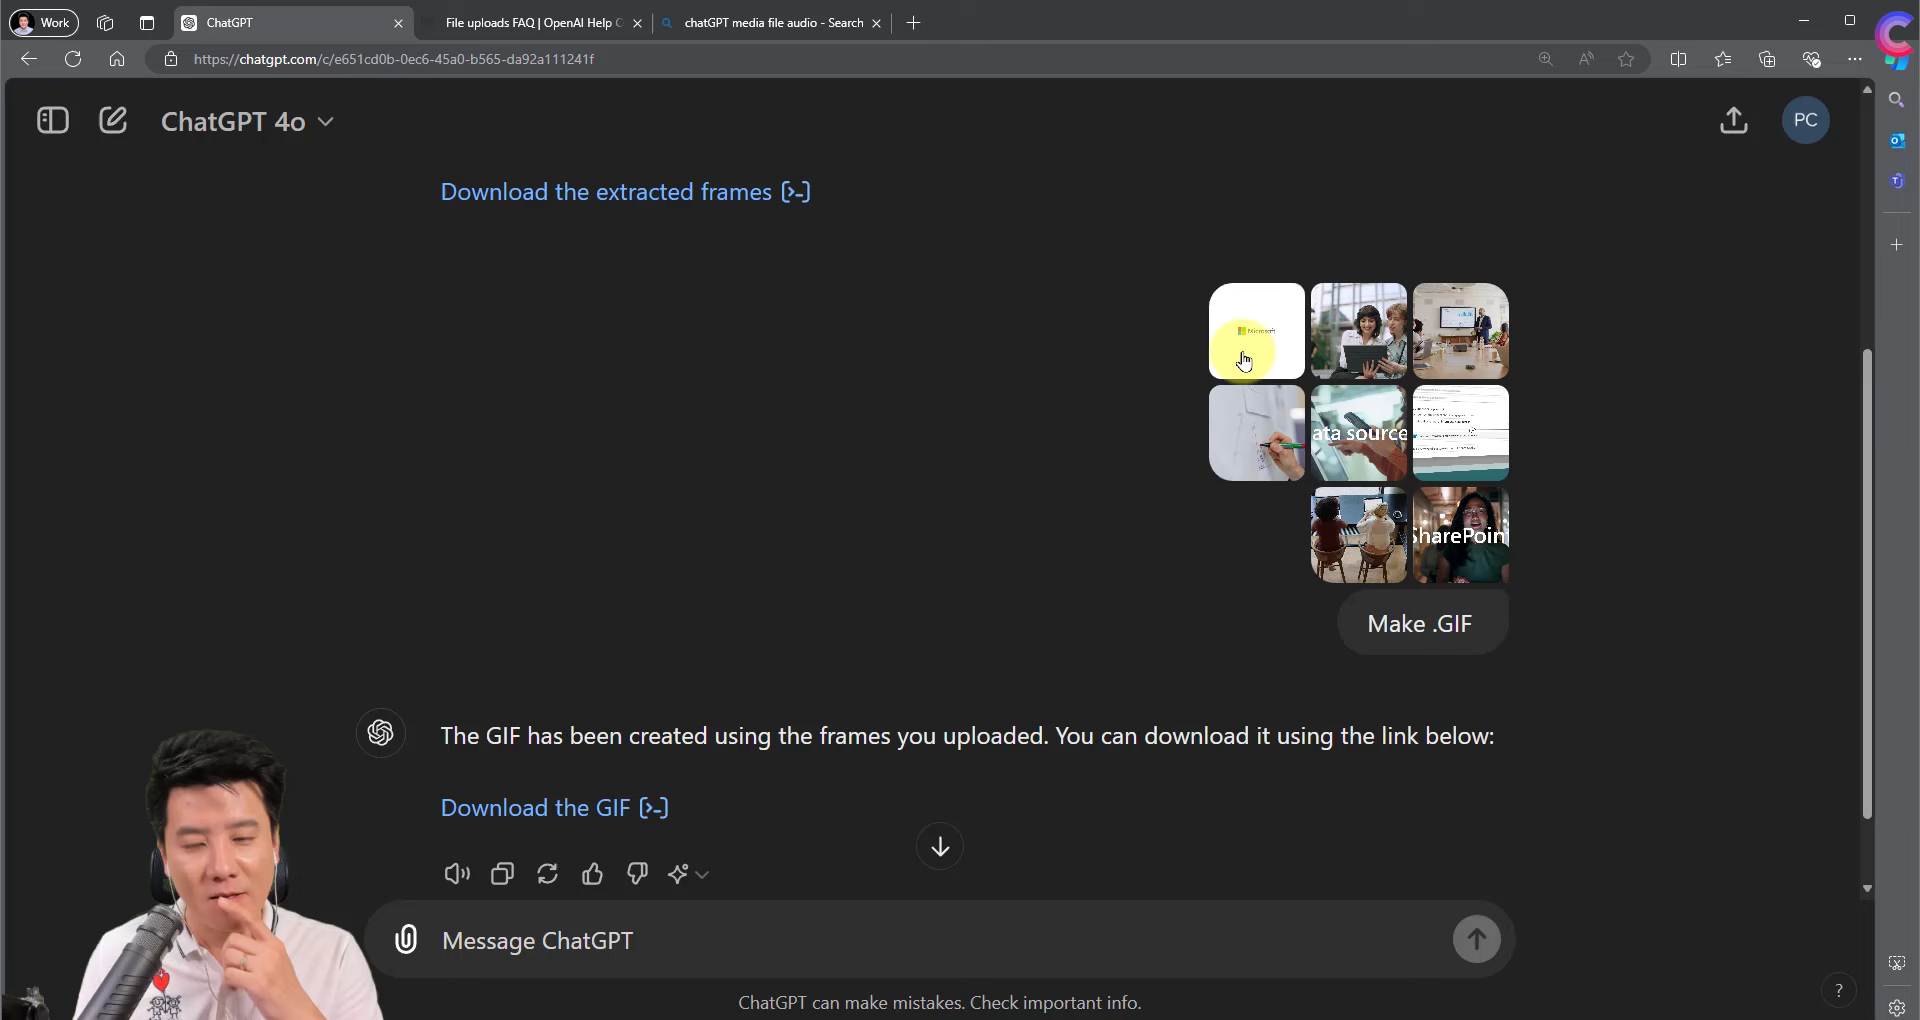 Work
ChatGPT
File uploads FAQ | OpenAI Help C
chatGPT media file audio - Search
https://chatgpt.com/c/e651cd0b-0ec6-45a0-b565-da92a111241f
ChatGPT 4o
PC
Download the extracted frames [>-]
Microsoft
ata source
SharePoin
Make .GIF
The GIF has been created using the frames you uploaded. You can download it using the link below:
Download the GIF [>-]
Message ChatGPT
ChatGPT can make mistakes. Check important info.
?